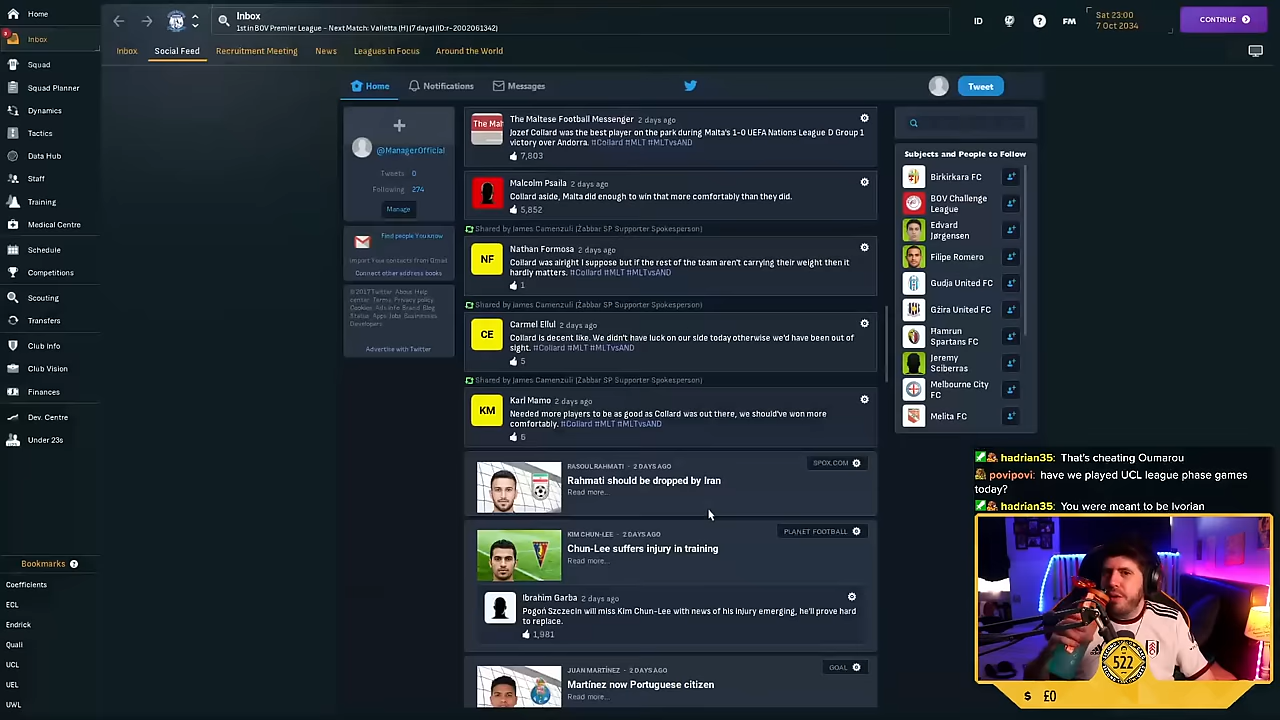 Home
Inbox
Squad
Squad Planner
Dynamics
Tactics
Data Hub
Staff
Training
Medical Centre
Schedule
Competitions
Scouting
Transfers
Club Info
Club Vision
Finances
Dev. Centre
Under 23s
Bookmarks ?
Coefficients
ECL
Endrick
Quali
UCL
UEL
UWL
Inbox
1st in BOV Premier League - Next Match: Valletta (H) (7 days) (ID:r-2002061342)
ID
?
FM
Sat 23:00
7 Oct 2034
CONTINUE
Inbox
Social Feed
Recruitment Meeting
News
Leagues in Focus
Around the World
Home
Notifications
Messages
Tweet
@ManagerOfficial
Tweets 0
Following 274
Manage
Find people You know
Import Your contacts from Gmail
Connect other address books
Advertise with Twitter
The Maltese Football Messenger 2 days ago
Jozef Collard was the best player on the park during Malta's 1-0 UEFA Nations League D Group 1
victory over Andorra. #Collard #MLT #MLTvsAND
7,803
Malcolm Psaila 2 days ago
Collard aside, Malta did enough to win that more comfortably than they did.
5,852
Shared by James Camenzuli (Zabbar SP Supporter Spokesperson)
NF
Nathan Formosa 2 days ago
Collard was alright I suppose but if the rest of the team aren't carrying their weight then it
hardly matters. #Collard #MLT #MLTvsAND
1
Shared by James Camenzuli (Zabbar SP Supporter Spokesperson)
CE
Carmel Ellul 2 days ago
Collard is decent like. We didn't have luck on our side today otherwise we'd have been out of
sight. #Collard #MLT #MLTvsAND
5
Shared by James Camenzuli (Zabbar SP Supporter Spokesperson)
KM
Karl Mamo 2 days ago
Needed more players to be as good as Collard was out there, we should've won more
comfortably. #Collard #MLT #MLTvsAND
6
RASOUL RAHMATI - 2 DAYS AGO
SPOX.COM
Rahmati should be dropped by Iran
Read more...
KIM CHUN-LEE - 2 DAYS AGO
PLANET FOOTBALL
Chun-Lee suffers injury in training
Read more...
Ibrahim Garba 2 days ago
Pogoń Szczecin will miss Kim Chun-Lee with news of his injury emerging, he'll prove hard
to replace.
1,981
JUAN MARTÍNEZ - 2 DAYS AGO
GOAL
Martínez now Portuguese citizen
Read more...
Subjects and People to Follow
Birkirkara FC
BOV Challenge
League
Edvard
Jørgensen
Filipe Romero
Gudja United FC
Gżira United FC
Ħamrun
Spartans FC
Jeremy
Sciberras
Melbourne City
FC
Melita FC
hadrian35: That's cheating Oumarou
povipovi: have we played UCL league phase games
today?
hadrian35: You were meant to be Ivorian
522
$ £0